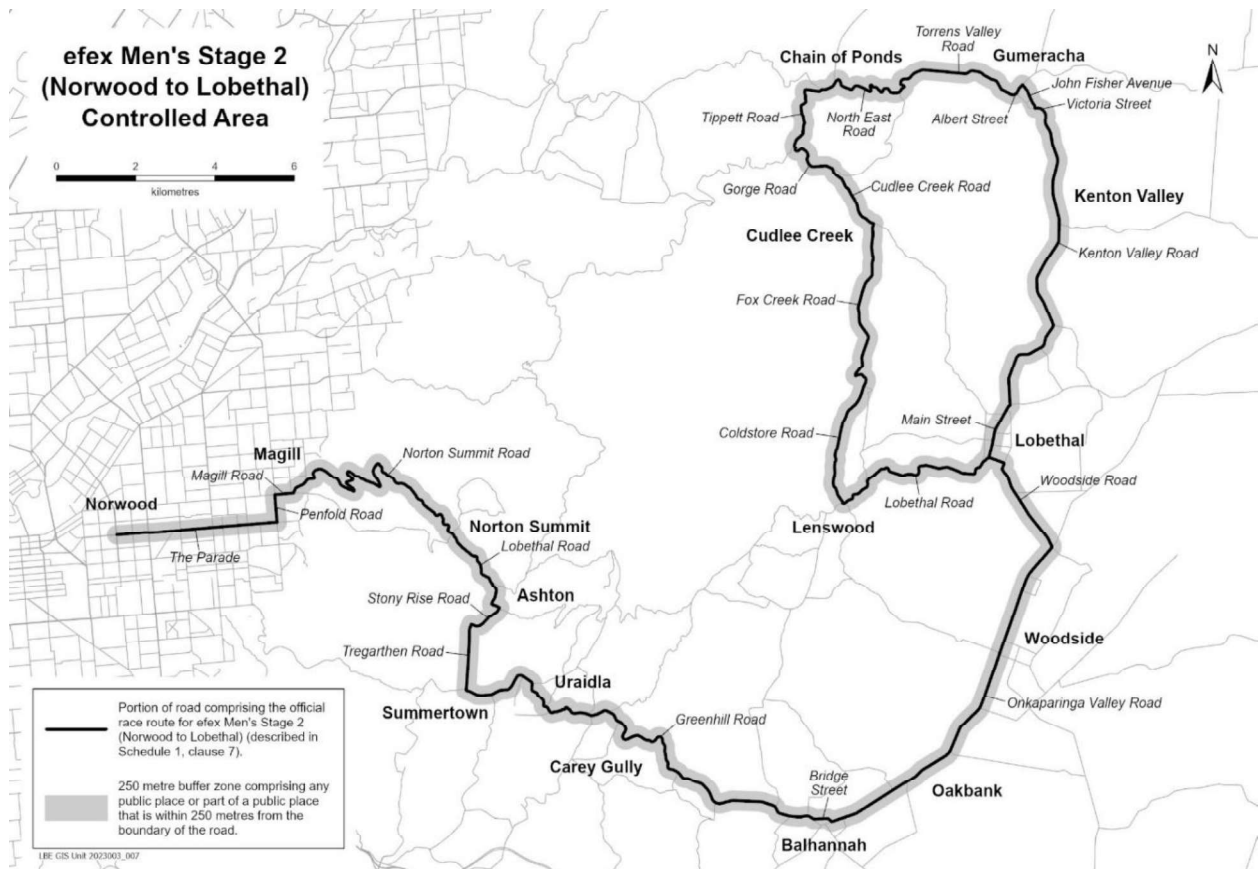 efex Men's Stage 2
(Norwood to Lobethal)
Controlled Area
0 2 4 6
kilometres
N
Torrens Valley
Road
Chain of Ponds
Gumeracha
John Fisher Avenue
Victoria Street
Tippett Road
North East
Road
Albert Street
Gorge Road
Cudlee Creek Road
Kenton Valley
Cudlee Creek
Kenton Valley Road
Fox Creek Road
Main Street
Coldstore Road
Lobethal
Magill
Norton Summit Road
Magill Road
Woodside Road
Norwood
Penfold Road
Lobethal Road
Lenswood
Norton Summit
The Parade
Lobethal Road
Ashton
Stony Rise Road
Woodside
Tregarthen Road
Uraidla
Onkaparinga Valley Road
Summertown
Greenhill Road
Carey Gully
Bridge
Street
Oakbank
Balhannah
Portion of road comprising the official
race route for efex Men's Stage 2
(Norwood to Lobethal) (described in
Schedule 1, clause 7).
250 metre buffer zone comprising any
public place or part of a public place
that is within 250 metres from the
boundary of the road.
LBE GIS Unit 2023003_007